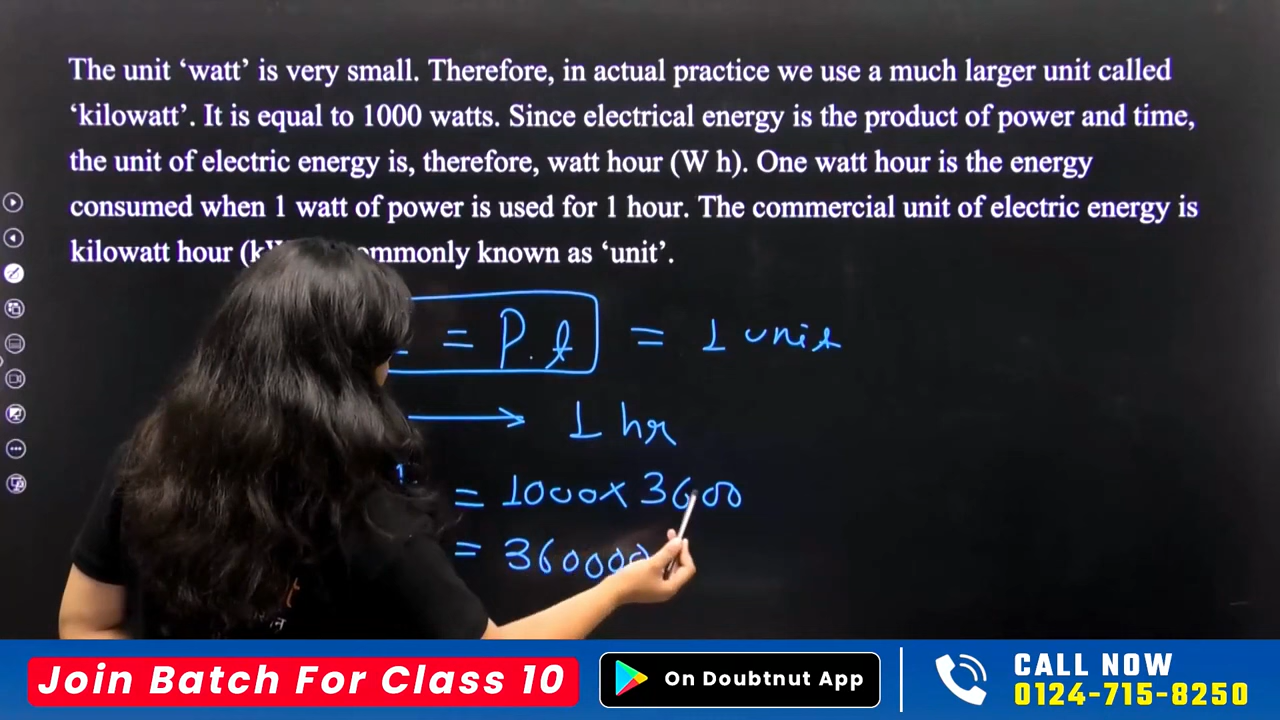 The unit ‘watt’ is very small. Therefore, in actual practice we use a much larger unit called
‘kilowatt’. It is equal to 1000 watts. Since electrical energy is the product of power and time,
the unit of electric energy is, therefore, watt hour (W h). One watt hour is the energy
consumed when 1 watt of power is used for 1 hour. The commercial unit of electric energy is
kilowatt hour (k ommonly known as ‘unit’.
= P.t = 1 unit
→ 1 hr
= 1000 × 3600
= 360000
Join Batch For Class 10
On Doubtnut App
CALL NOW
0124-715-8250